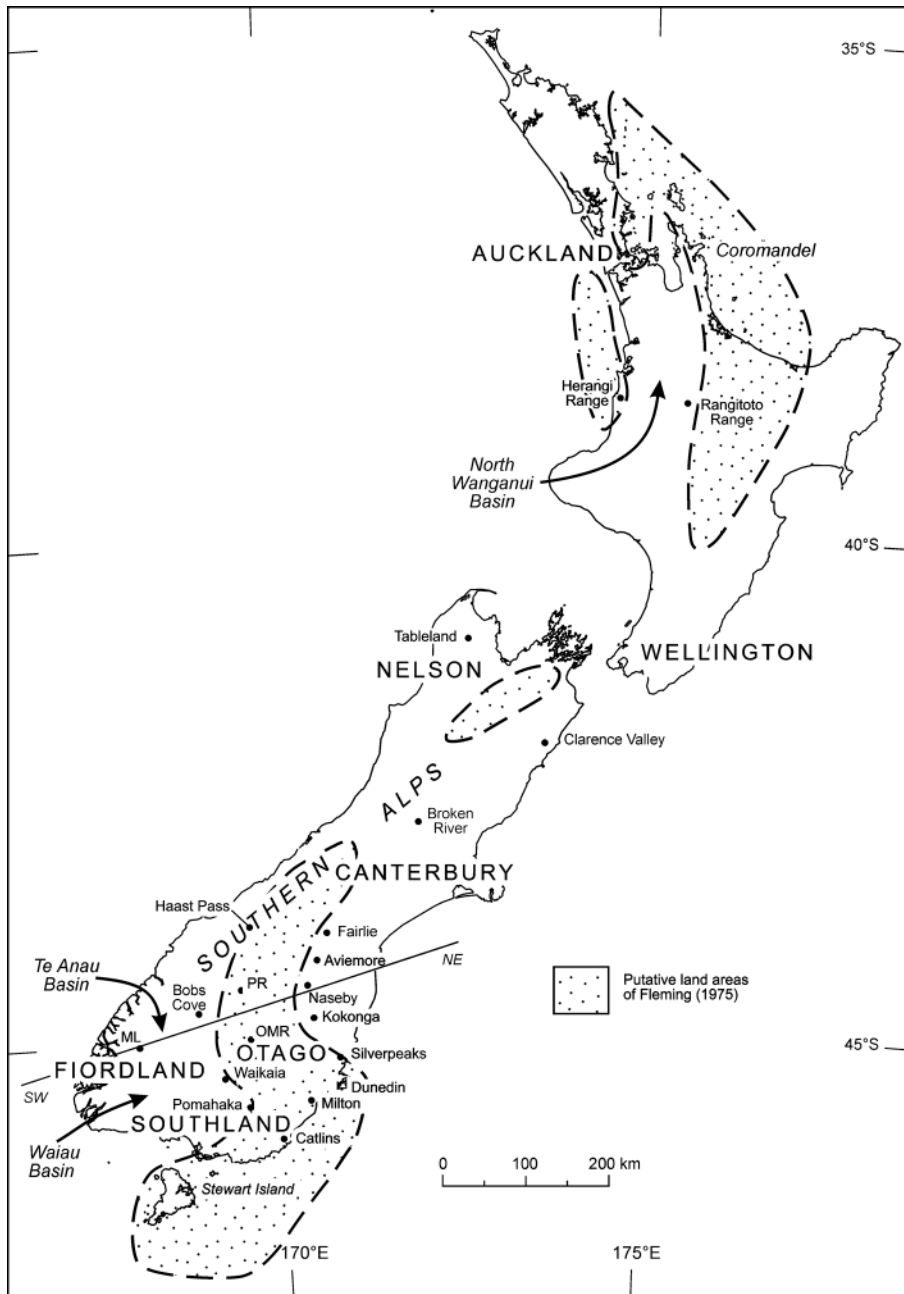 35°S
AUCKLAND
Coromandel
Herangi
Range
Rangitoto
Range
North
Wanganui
Basin
40°S
Tableland
NELSON
WELLINGTON
Clarence Valley
SOUTHERN ALPS
Broken
River
CANTERBURY
Haast Pass
Fairlie
Aviemore
NE
Te Anau
Basin
Bobs
Cove
PR
Naseby
Kokonga
Putative land areas
of Fleming (1975)
ML
OMR
OTAGO
Silverpeaks
45°S
FIORDLAND
Waikaia
Dunedin
SW
Pomahaka
Milton
SOUTHLAND
Catlins
Waiau
Basin
Stewart Island
0 100 200 km
170°E
175°E